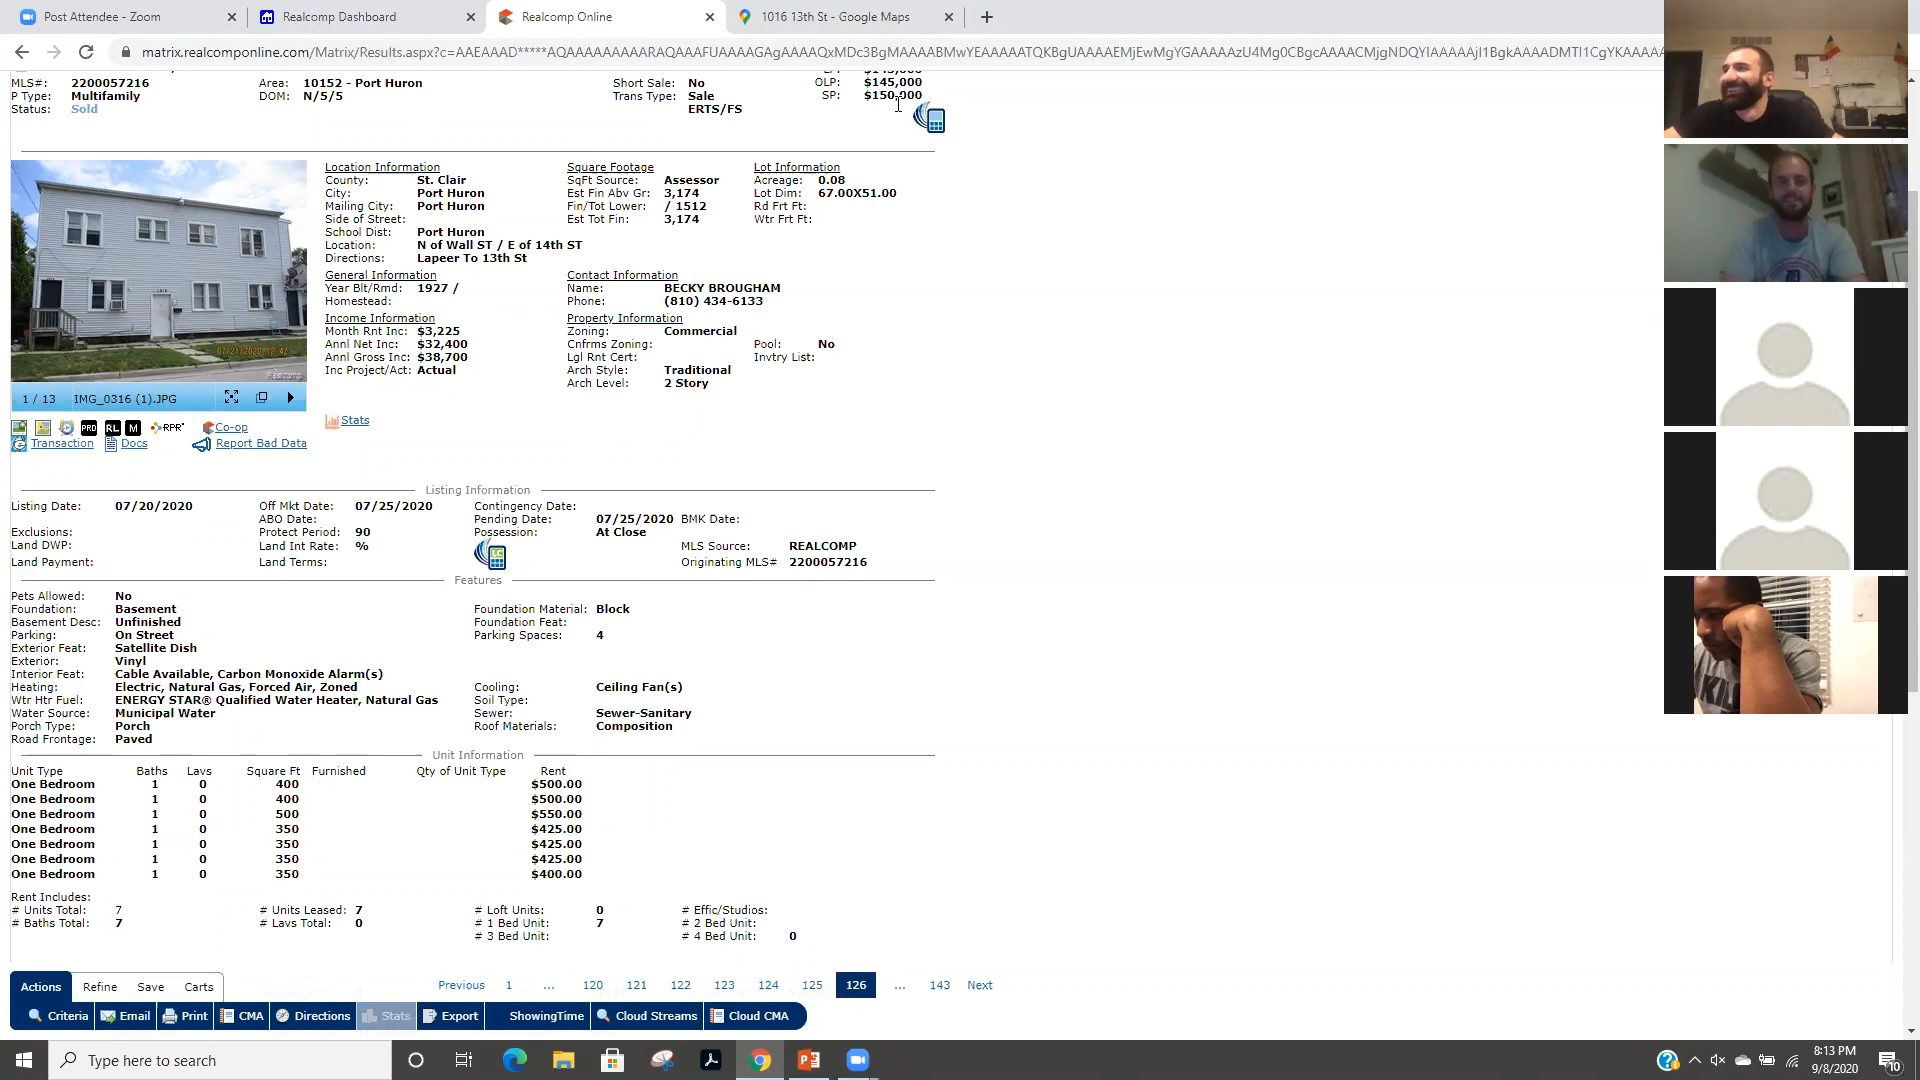 Post Attendee - Zoom
Realcomp Dashboard
Realcomp Online
1016 13th St - Google Maps
matrix.realcomponline.com/Matrix/Results.aspx?c=AAEAAAD*****AQAAAAAAAAARAQAAAFUAAAAGAgAAAAQxMDc3BgMAAAABMwYEAAAAATQKBgUAAAAEMjEwMgYGAAAAAzU4Mg0CBgcAAAACMjgNDQYIAAAAAjI1BgkAAAADMTI1CgYKAAAA
MLS#: 2200057216 Area: 10152 - Port Huron Short Sale: No OLP: $145,000
P Type: Multifamily DOM: N/5/5 Trans Type: Sale SP: $150,000
Status: Sold ERTS/FS
Location Information Square Footage Lot Information
County: St. Clair SqFt Source: Assessor Acreage: 0.08
City: Port Huron Est Fin Abv Gr: 3,174 Lot Dim: 67.00X51.00
Mailing City: Port Huron Fin/Tot Lower: / 1512 Rd Frt Ft:
Side of Street: Est Tot Fin: 3,174 Wtr Frt Ft:
School Dist: Port Huron
Location: N of Wall ST / E of 14th ST
Directions: Lapeer To 13th St
General Information Contact Information
Year Blt/Rmd: 1927 / Name: BECKY BROUGHAM
Homestead: Phone: (810) 434-6133
Income Information Property Information
Month Rnt Inc: $3,225 Zoning: Commercial
Annl Net Inc: $32,400 Cnfrms Zoning: Pool: No
Annl Gross Inc: $38,700 Lgl Rnt Cert: Invtry List:
Inc Project/Act: Actual Arch Style: Traditional
Arch Level: 2 Story
07/21/2020 12:42
Realcomp
1 / 13 IMG_0316 (1).JPG
Stats
PRD RL M RPR Co-op
Transaction Docs Report Bad Data
Listing Information
Listing Date: 07/20/2020 Off Mkt Date: 07/25/2020 Contingency Date:
ABO Date: Pending Date: 07/25/2020 BMK Date:
Exclusions: Protect Period: 90 Possession: At Close
Land DWP: Land Int Rate: % MLS Source: REALCOMP
LC
Land Payment: Land Terms: Originating MLS# 2200057216
Features
Pets Allowed: No
Foundation: Basement Foundation Material: Block
Basement Desc: Unfinished Foundation Feat:
Parking: On Street Parking Spaces: 4
Exterior Feat: Satellite Dish
Exterior: Vinyl
Interior Feat: Cable Available, Carbon Monoxide Alarm(s)
Heating: Electric, Natural Gas, Forced Air, Zoned Cooling: Ceiling Fan(s)
Wtr Htr Fuel: ENERGY STAR® Qualified Water Heater, Natural Gas Soil Type:
Water Source: Municipal Water Sewer: Sewer-Sanitary
Porch Type: Porch Roof Materials: Composition
Road Frontage: Paved
Unit Information
Unit Type Baths Lavs Square Ft Furnished Qty of Unit Type Rent
One Bedroom 1 0 400 $500.00
One Bedroom 1 0 400 $500.00
One Bedroom 1 0 500 $550.00
One Bedroom 1 0 350 $425.00
One Bedroom 1 0 350 $425.00
One Bedroom 1 0 350 $425.00
One Bedroom 1 0 350 $400.00
Rent Includes:
# Units Total: 7 # Units Leased: 7 # Loft Units: 0 # Effic/Studios:
# Baths Total: 7 # Lavs Total: 0 # 1 Bed Unit: 7 # 2 Bed Unit:
# 3 Bed Unit: # 4 Bed Unit: 0
Actions Refine Save Carts
Previous 1 ... 120 121 122 123 124 125 126 ... 143 Next
Criteria Email Print CMA Directions Stats Export ShowingTime Cloud Streams Cloud CMA
Type here to search
8:13 PM
9/8/2020
10